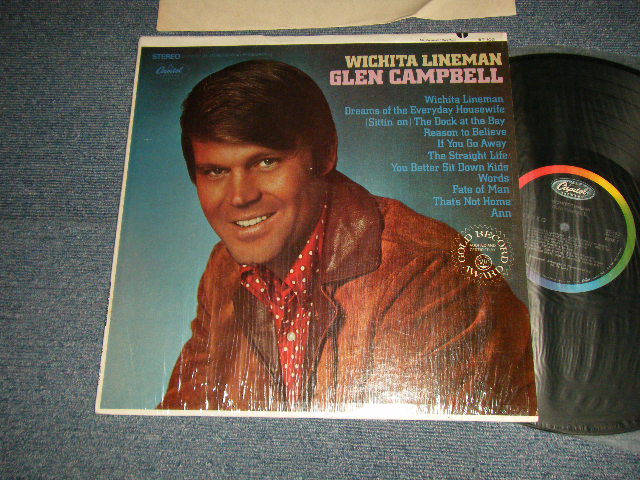 STEREO
Capitol
WICHITA LINEMAN
GLEN CAMPBELL
Wichita Lineman
Dreams of the Everyday Housewife
(Sittin' on) The Dock at the Bay
Reason to Believe
If You Go Away
The Straight Life
You Better Sit Down Kids
Words
Fate of Man
That's Not Home
Ann
GOLD RECORD AWARD
Capitol